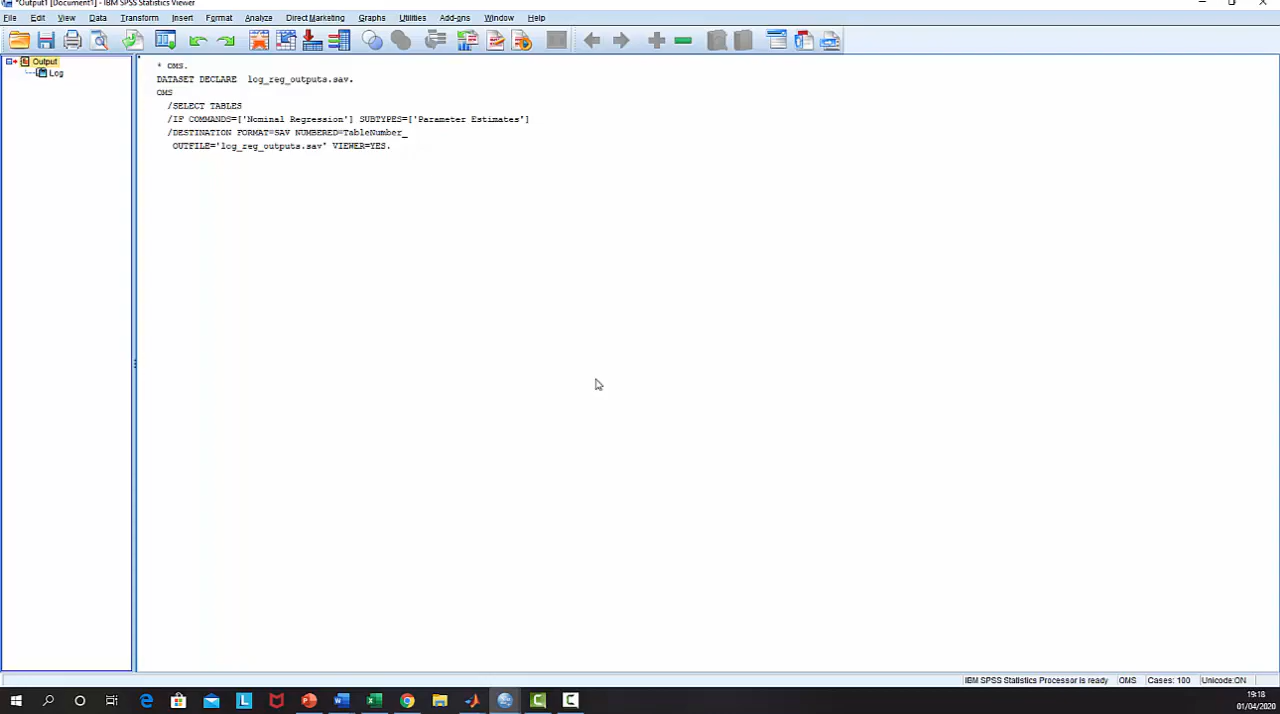 *Output1 [Document1] - IBM SPSS Statistics Viewer
File Edit View Data Transform Insert Format Analyze Direct Marketing Graphs Utilities Add-ons Window Help
Output
Log
* OMS.
DATASET DECLARE  log_reg_outputs.sav.
OMS
/SELECT TABLES
/IF COMMANDS=['Nominal Regression'] SUBTYPES=['Parameter Estimates']
/DESTINATION FORMAT=SAV NUMBERED=TableNumber_
OUTFILE='log_reg_outputs.sav' VIEWER=YES.
IBM SPSS Statistics Processor is ready OMS Cases: 100 Unicode:ON
19:18
01/04/2020